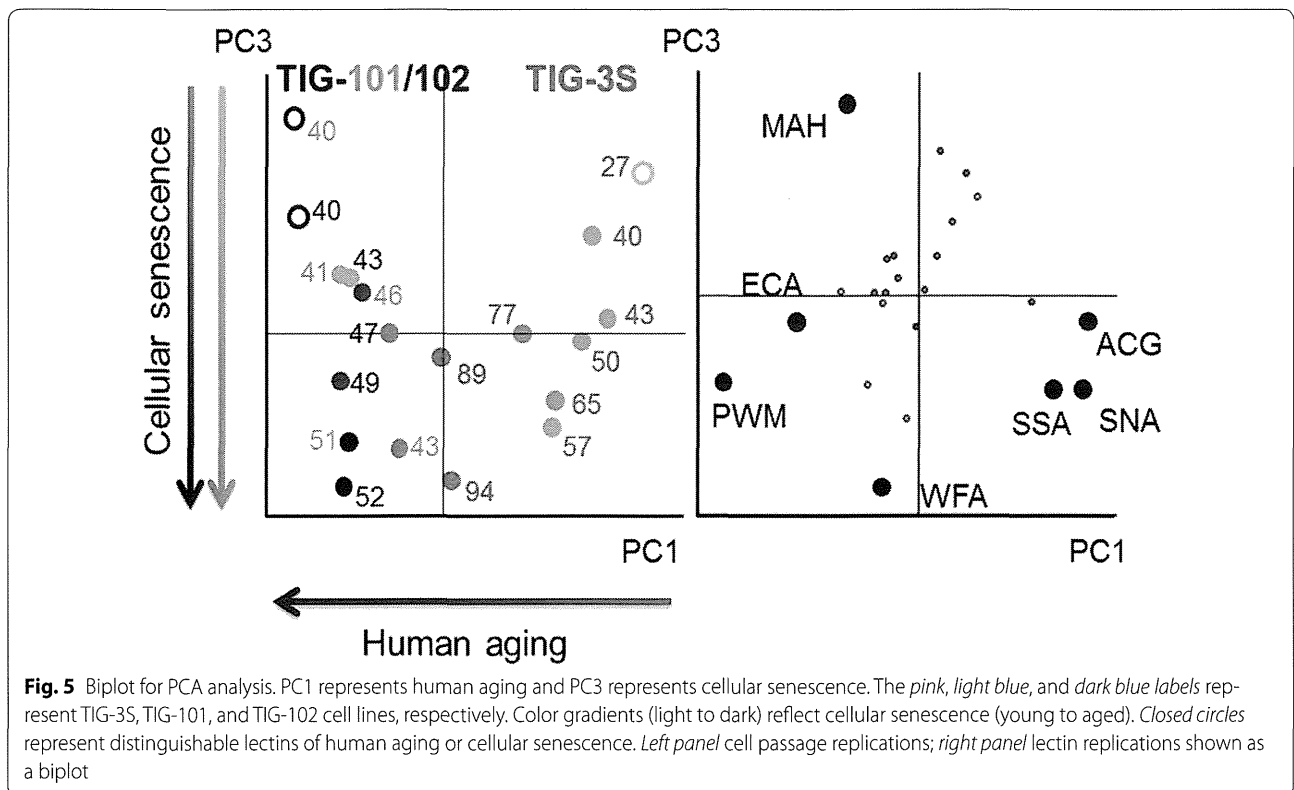 PC3
PC3
TIG-101/102
TIG-3S
MAH
40
27
40
40
Cellular senescence
41
43
46
ECA
47
77
43
50
ACG
89
49
65
PWM
SSA
SNA
57
51
43
52
94
WFA
PC1
PC1
Human aging
Fig. 5 Biplot for PCA analysis. PC1 represents human aging and PC3 represents cellular senescence. The pink, light blue, and dark blue labels rep-
resent TIG-3S, TIG-101, and TIG-102 cell lines, respectively. Color gradients (light to dark) reflect cellular senescence (young to aged). Closed circles
represent distinguishable lectins of human aging or cellular senescence. Left panel cell passage replications; right panel lectin replications shown as
a biplot